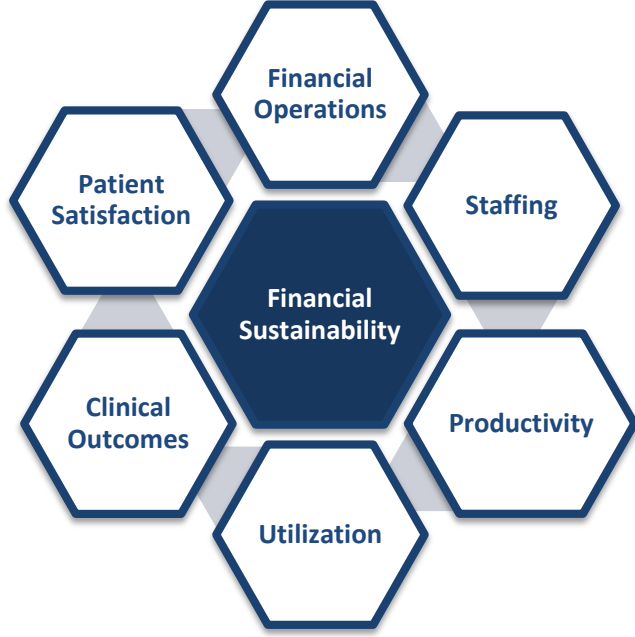 Financial
Operations
Patient
Satisfaction
Staffing
Financial
Sustainability
Clinical
Outcomes
Productivity
Utilization